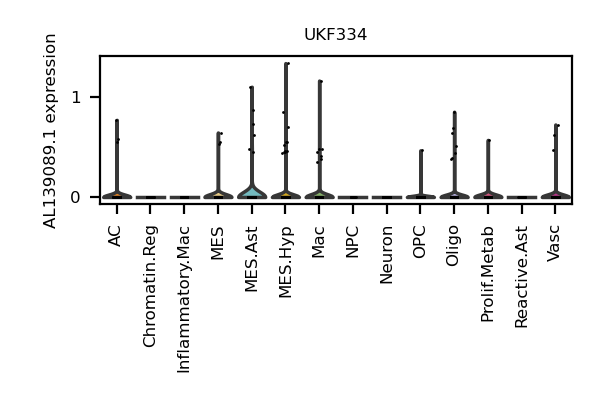 UKF334
AL139089.1 expression
1
0
AC
Chromatin.Reg
Inflammatory.Mac
MES
MES.Ast
MES.Hyp
Mac
NPC
Neuron
OPC
Oligo
Prolif.Metab
Reactive.Ast
Vasc